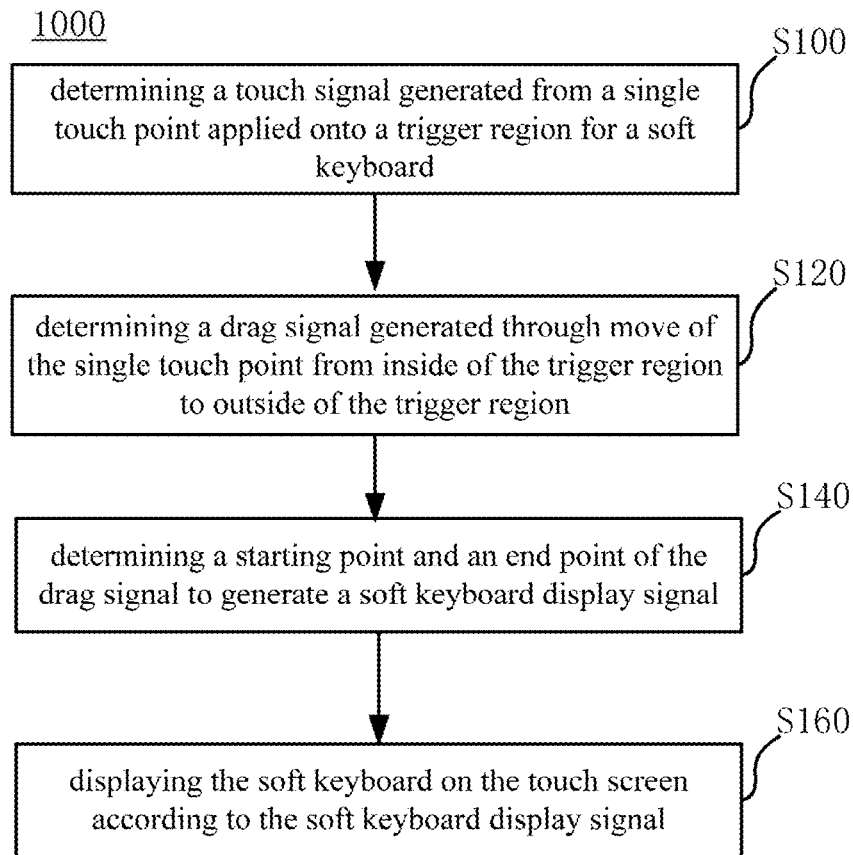 1000
S100
determining a touch signal generated from a single
touch point applied onto a trigger region for a soft
keyboard
S120
determining a drag signal generated through move of
the single touch point from inside of the trigger region
to outside of the trigger region
S140
determining a starting point and an end point of the
drag signal to generate a soft keyboard display signal
S160
displaying the soft keyboard on the touch screen
according to the soft keyboard display signal